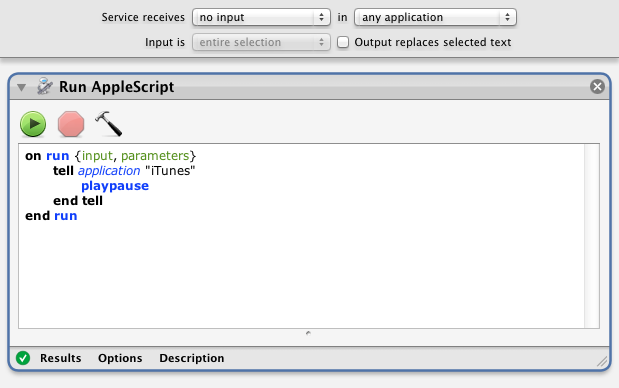 Service receives no input in any application
Input is entire selection Output replaces selected text
Run AppleScript
on run {input, parameters}
tell application "iTunes"
playpause
end tell
end run
Results Options Description